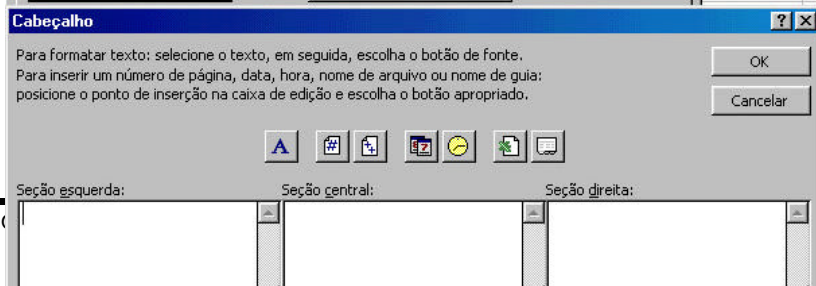 Cabeçalho
Para formatar texto: selecione o texto, em seguida, escolha o botão de fonte.
Para inserir um número de página, data, hora, nome de arquivo ou nome de guia:
posicione o ponto de inserção na caixa de edição e escolha o botão apropriado.
OK
Cancelar
A
Seção esquerda:
Seção central:
Seção direita: